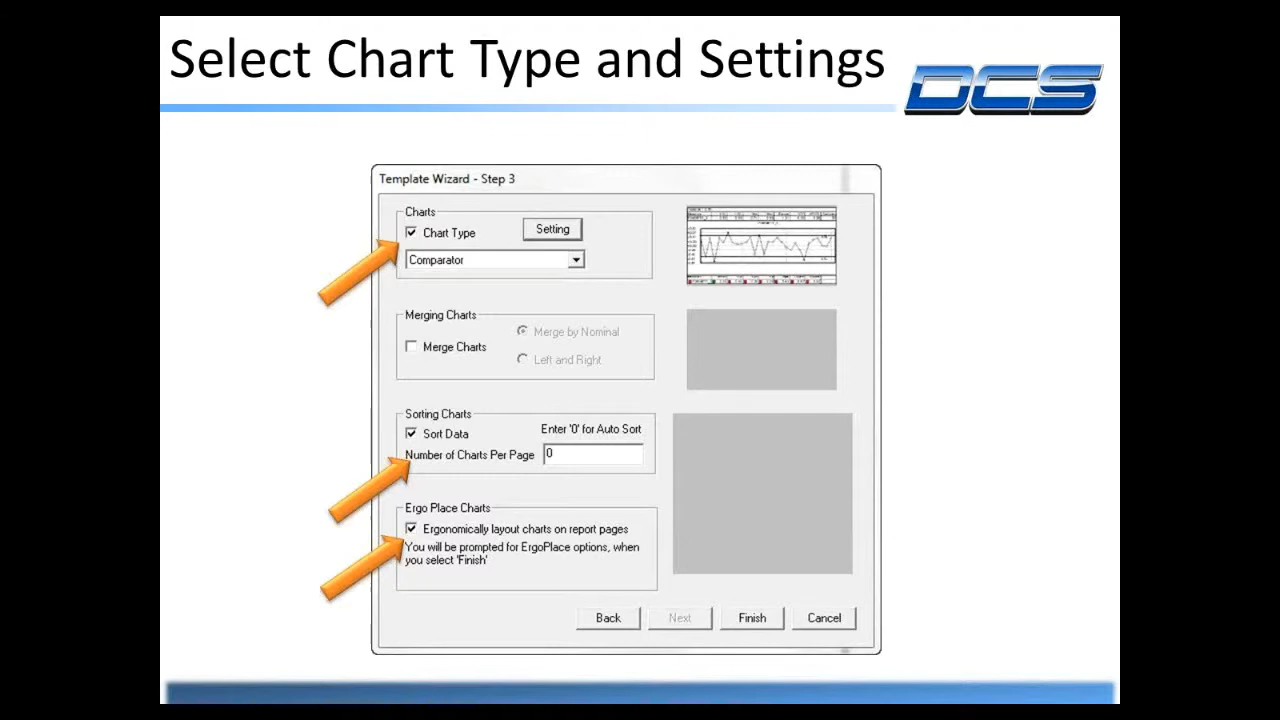 Select Chart Type and Settings
DCS
Template Wizard - Step 3
Charts
Chart Type
Setting
Comparator
Merging Charts
Merge Charts
Merge by Nominal
Left and Right
Sorting Charts
Sort Data
Enter '0' for Auto Sort
Number of Charts Per Page
0
Ergo Place Charts
Ergonomically layout charts on report pages
You will be prompted for ErgoPlace options, when
you select 'Finish'
Back
Next
Finish
Cancel